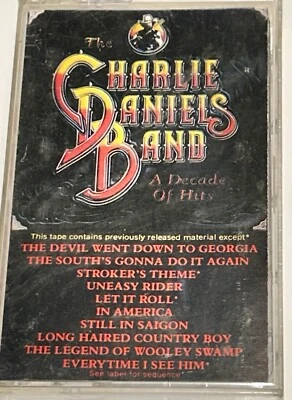 The
CHARLIE
DANIELS
BAND
A Decade
Of Hits
This tape contains previously released material except*
THE DEVIL WENT DOWN TO GEORGIA
THE SOUTH'S GONNA DO IT AGAIN
STROKER'S THEME*
UNEASY RIDER
LET IT ROLL*
IN AMERICA
STILL IN SAIGON
LONG HAIRED COUNTRY BOY
THE LEGEND OF WOOLEY SWAMP
EVERYTIME I SEE HIM*
See label for sequence*